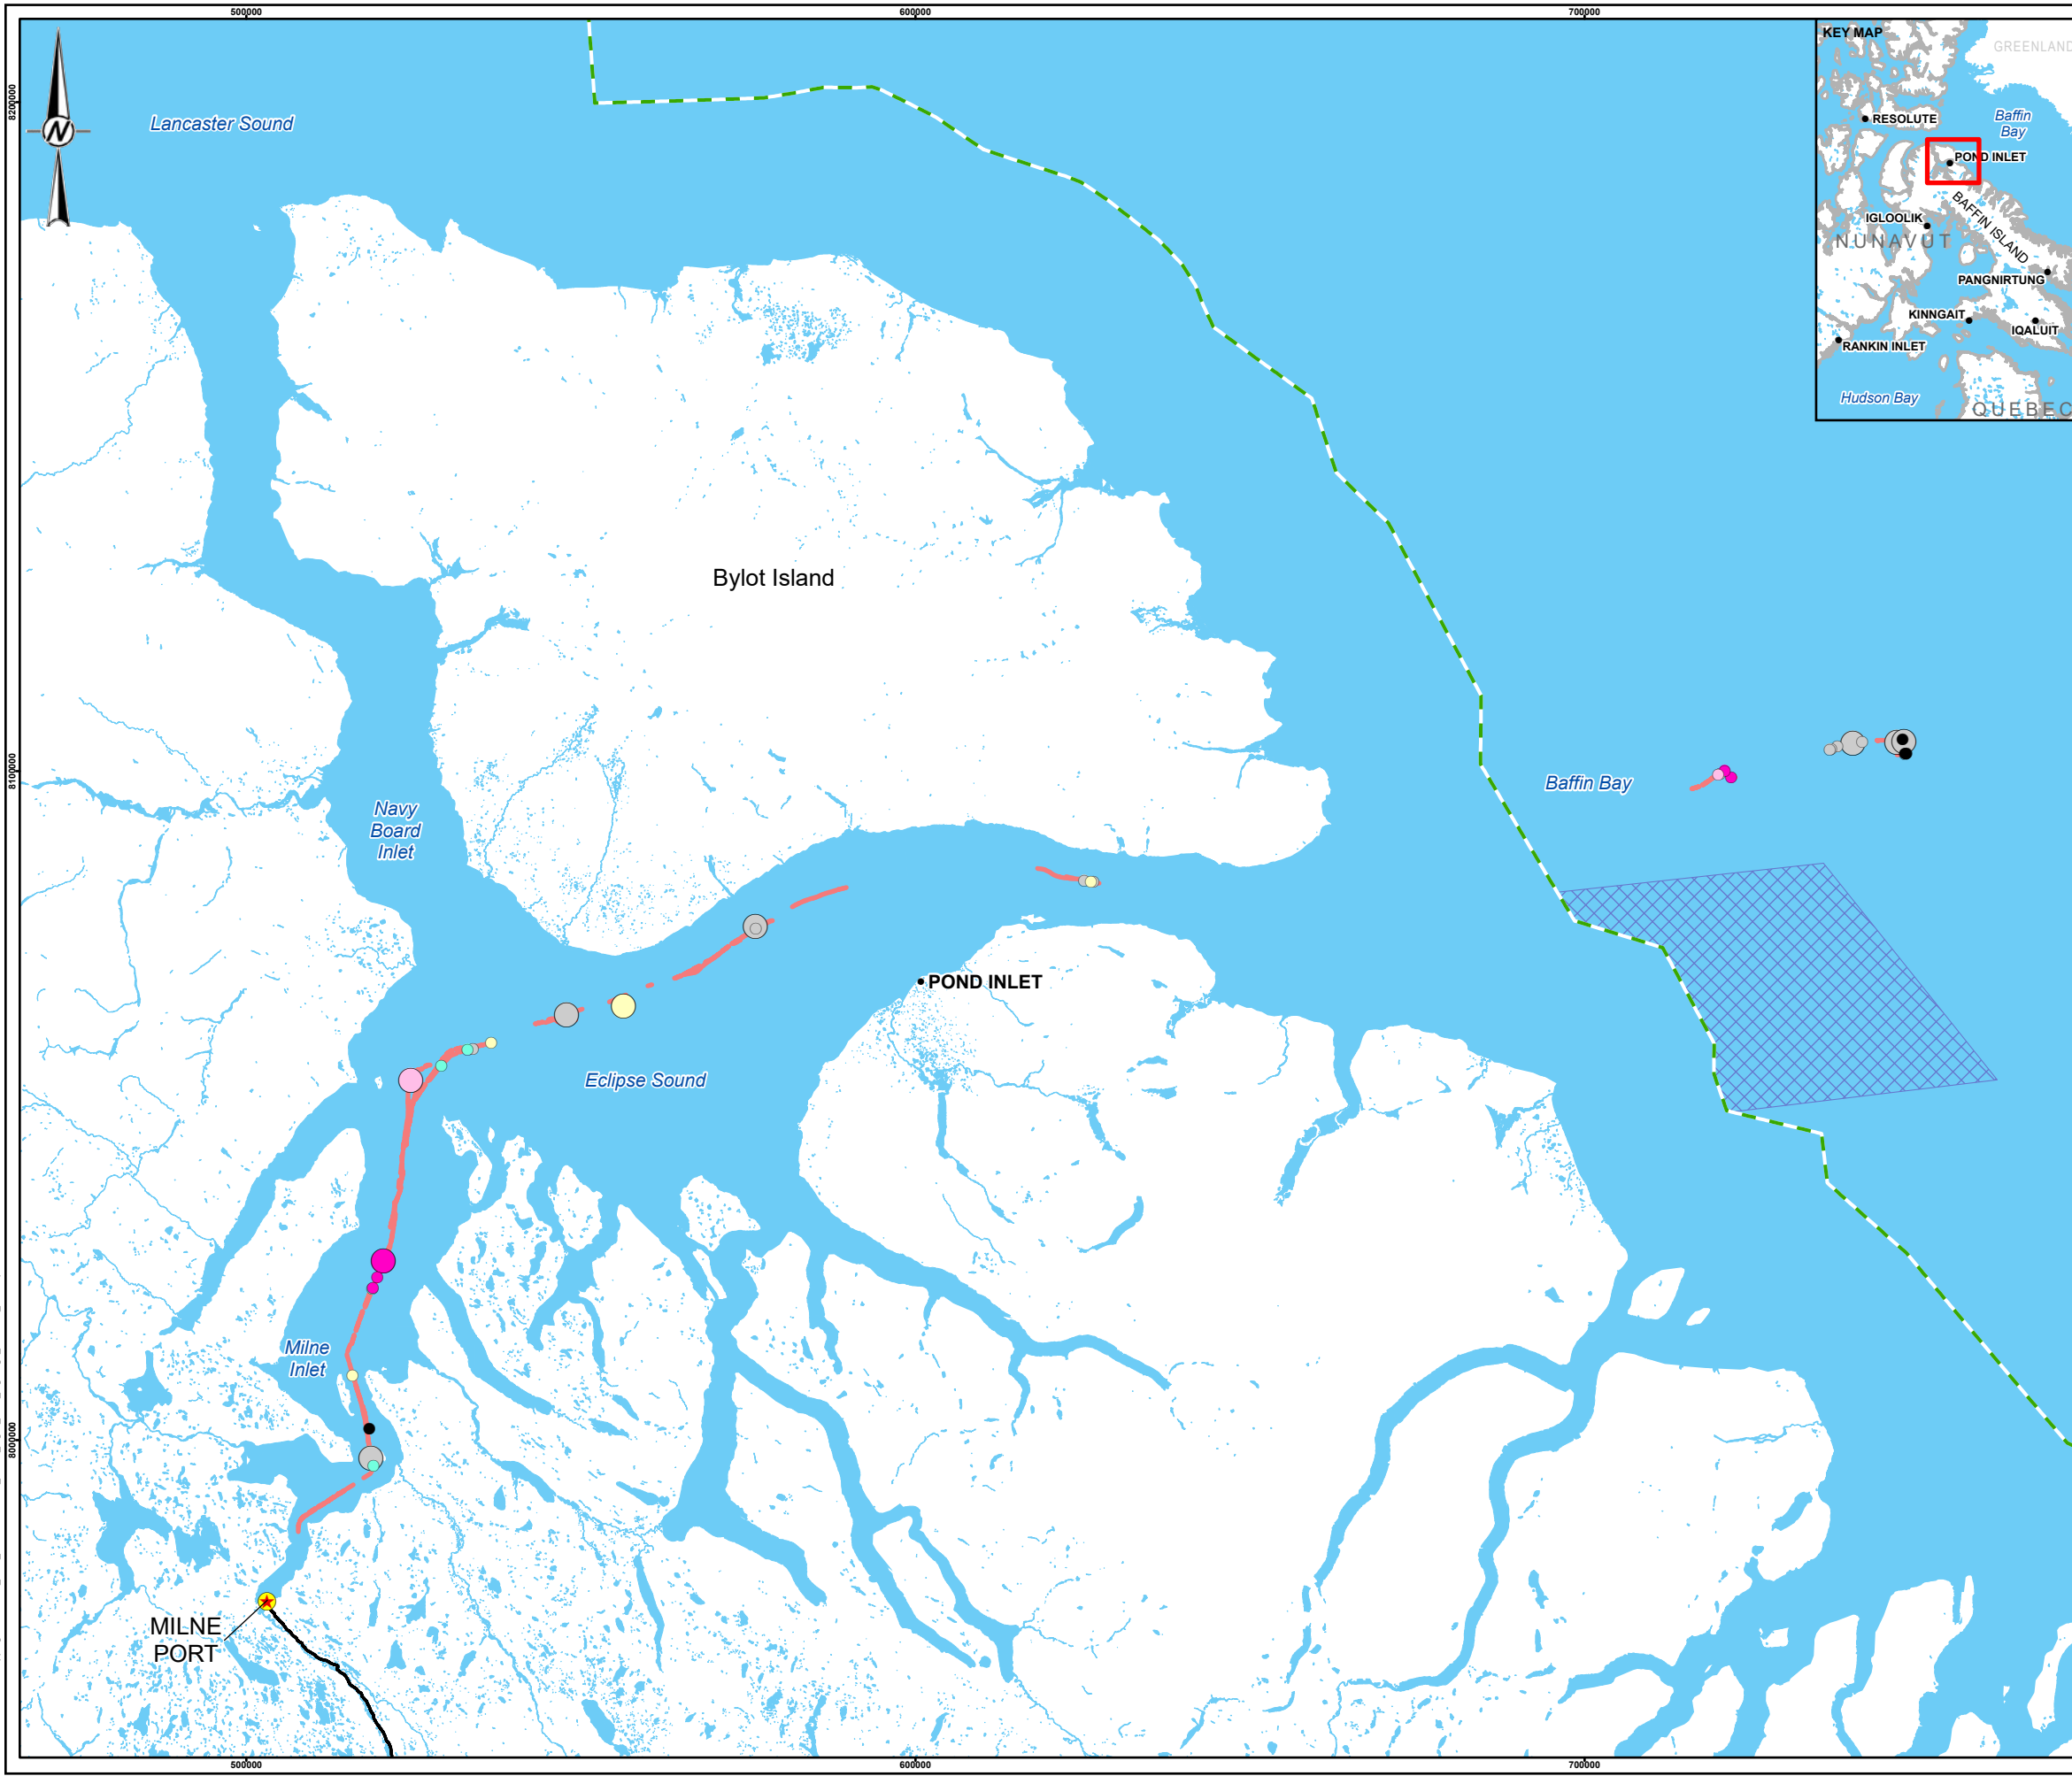 500000
600000
700000
8200000
N
Lancaster Sound
KEY MAP
GREENLAND
Baffin
Bay
RESOLUTE
POND INLET
BAFFIN ISLAND
IGLOOLIK
NUNAVUT
PANGNIRTUNG
KINNGAIT
IQALUIT
RANKIN INLET
Hudson Bay
QUEBEC
Bylot Island
8100000
Baffin Bay
Navy
Board
Inlet
POND INLET
Eclipse Sound
Milne
Inlet
8000000
MILNE
PORT
500000
600000
700000